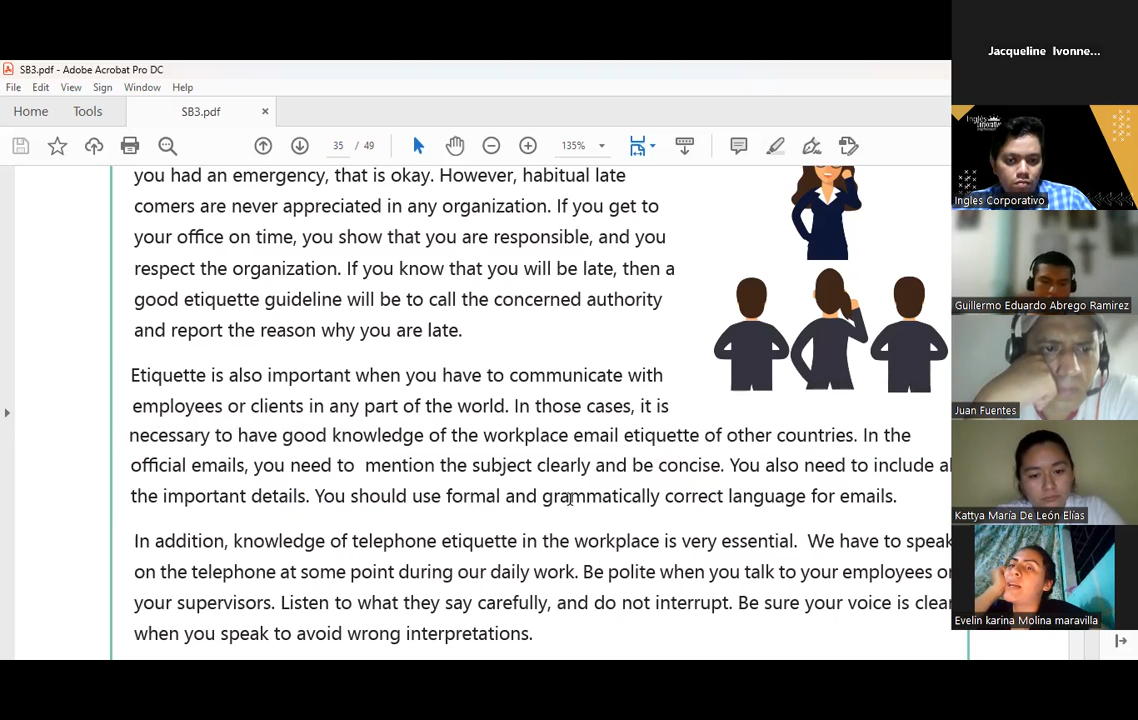 Jacqueline Ivonne...
SB3.pdf - Adobe Acrobat Pro DC
File Edit View Sign Window Help
Home Tools SB3.pdf ×
35 / 49 135%
you had an emergency, that is okay. However, habitual late
comers are never appreciated in any organization. If you get to
your office on time, you show that you are responsible, and you
respect the organization. If you know that you will be late, then a
good etiquette guideline will be to call the concerned authority
and report the reason why you are late.
Etiquette is also important when you have to communicate with
employees or clients in any part of the world. In those cases, it is
necessary to have good knowledge of the workplace email etiquette of other countries. In the
official emails, you need to mention the subject clearly and be concise. You also need to include al
the important details. You should use formal and grammatically correct language for emails.
In addition, knowledge of telephone etiquette in the workplace is very essential. We have to speak
on the telephone at some point during our daily work. Be polite when you talk to your employees or
your supervisors. Listen to what they say carefully, and do not interrupt. Be sure your voice is clear
when you speak to avoid wrong interpretations.
Inglés
Corporativo
Ingles Corporativo
Guillermo Eduardo Abrego Ramirez
Juan Fuentes
Kattya María De León Elías
Evelin karina Molina maravilla